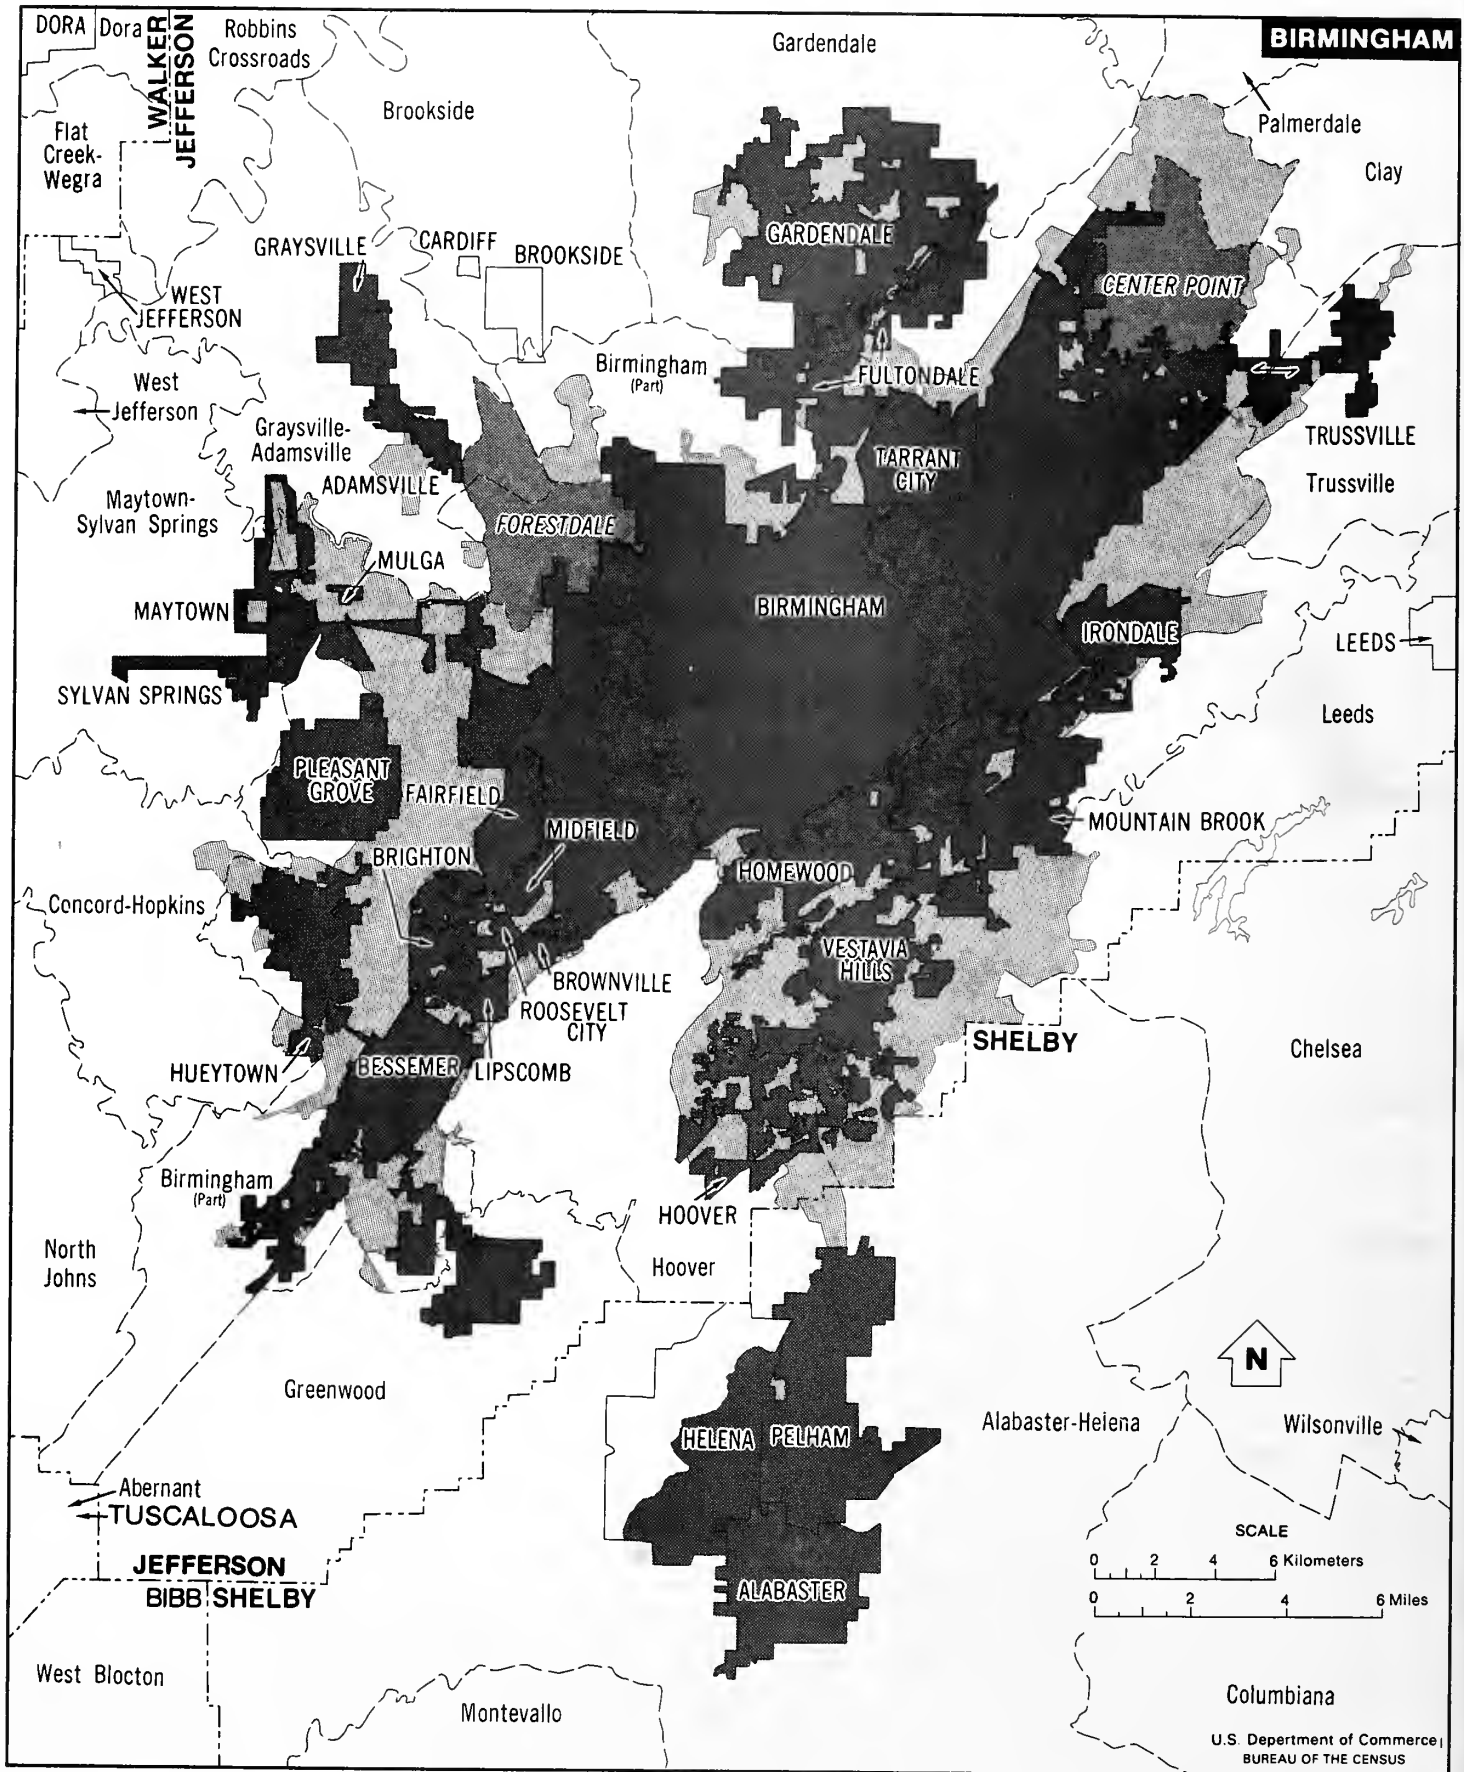 DORA
Dora
WALKER
JEFFERSON
Robbins
Crossroads
Gardendale
BIRMINGHAM
Brookside
Palmerdale
Flat
Creek-
Wegra
Clay
GRAYSVILLE
CARDIFF
BROOKSIDE
GARDENDALE
CENTER POINT
WEST
JEFFERSON
Birmingham
(Part)
FULTONDALE
West
Jefferson
Graysville-
Adamsville
TRUSSVILLE
TARRANT
CITY
ADAMSVILLE
Trussville
Maytown-
Sylvan Springs
FORESTDALE
MULGA
MAYTOWN
BIRMINGHAM
IRONDALE
LEEDS
SYLVAN SPRINGS
Leeds
PLEASANT
GROVE
FAIRFIELD
MIDFIELD
MOUNTAIN BROOK
BRIGHTON
HOMEWOOD
Concord-Hopkins
VESTAVIA
HILLS
BROWNVILLE
ROOSEVELT
CITY
SHELBY
Chelsea
HUEYTOWN
BESSEMER
LIPSCOMB
Birmingham
(Part)
HOOVER
North
Johns
Hoover
N
Greenwood
HELENA
PELHAM
Alabaster-Helena
Wilsonville
Abernant
TUSCALOOSA
SCALE
0 2 4 6 Kilometers
0 2 4 6 Miles
JEFFERSON
BIBB
SHELBY
ALABASTER
West Blocton
Montevallo
Columbiana
U.S. Department of Commerce
BUREAU OF THE CENSUS